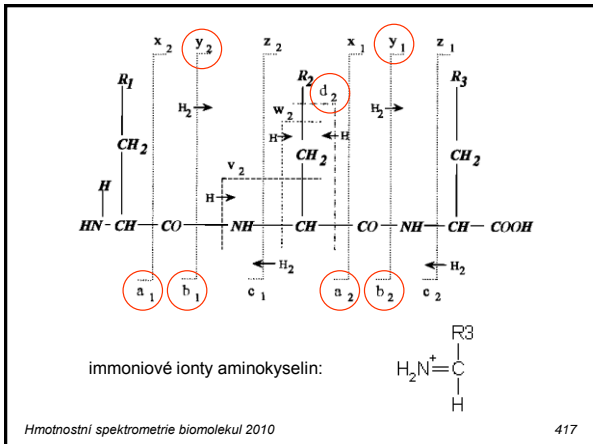 x2 y2 z2 x1 y1 z1
R1 R2 R3
d2
H2 w2 H2
H H
CH2 CH2 CH2
v2
H H
HN CH CO NH CH CO NH CH COOH
H2 H2
a1 b1 c1 a2 b2 c2
immoniové ionty aminokyselin:
R3
H2N + C
H
Hmotnostní spektrometrie biomolekul 2010 417